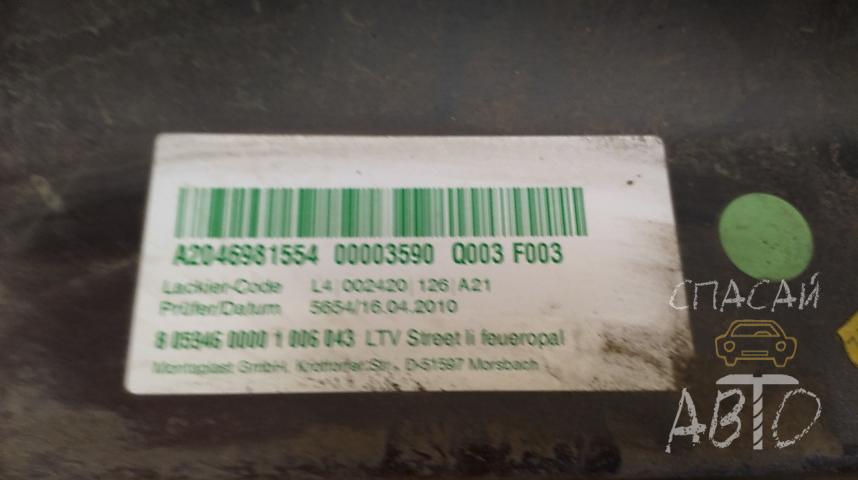 A2046981554 00003590 Q003 F003
Lackier-Code L4|002420|126|A21
Prüfer/Datum 5654/16.04.2010
8 05946 0000 1 006 043 LTV Street li feueropal
Montaplast GmbH, Krottorfer Str., D-51597 Morsbach
СПАСАЙ
АВТО